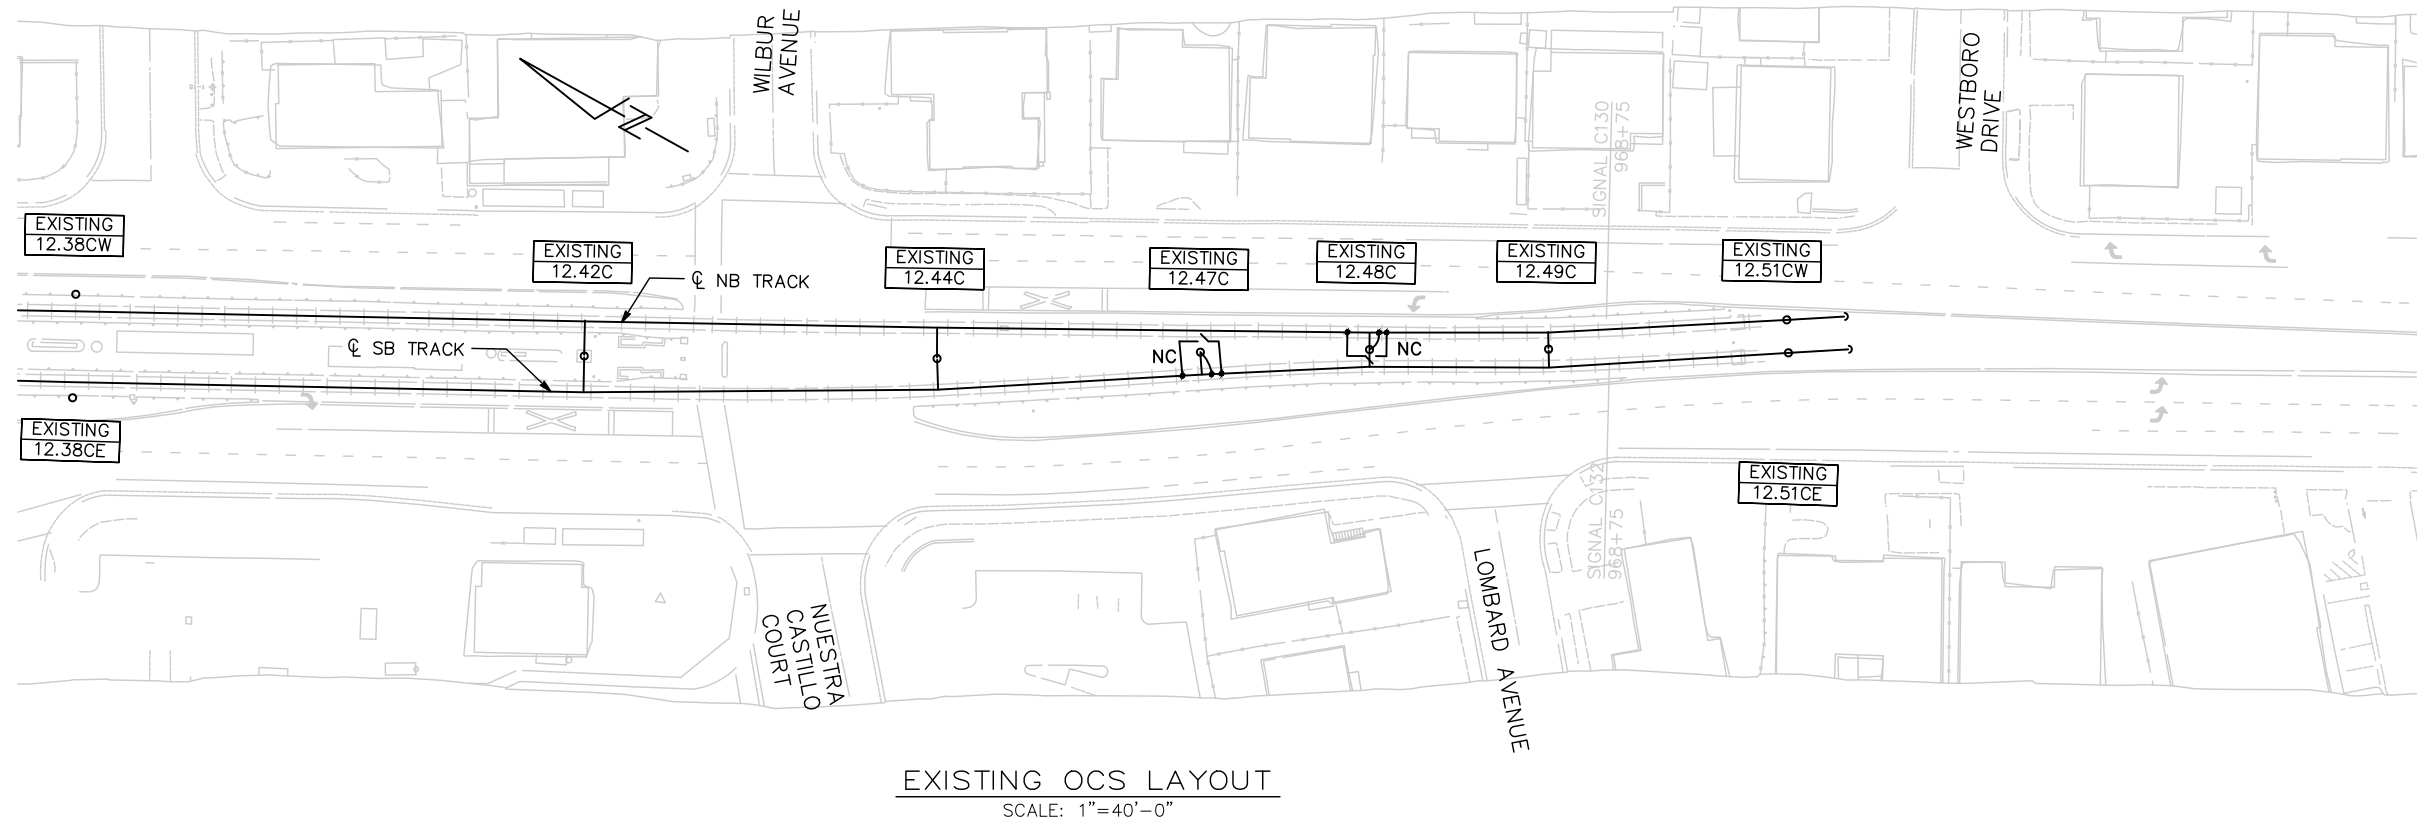 WILBUR
AVENUE
WESTBORO
DRIVE
SIGNAL C130
968+75
EXISTING
12.38CW
EXISTING
12.42C
℄ NB TRACK
EXISTING
12.44C
EXISTING
12.47C
EXISTING
12.48C
EXISTING
12.49C
EXISTING
12.51CW
℄ SB TRACK
NC
NC
EXISTING
12.38CE
EXISTING
12.51CE
SIGNAL C132
968+75
NUESTRA
CASTILLO
COURT
LOMBARD AVENUE
EXISTING OCS LAYOUT
SCALE: 1"=40'-0"